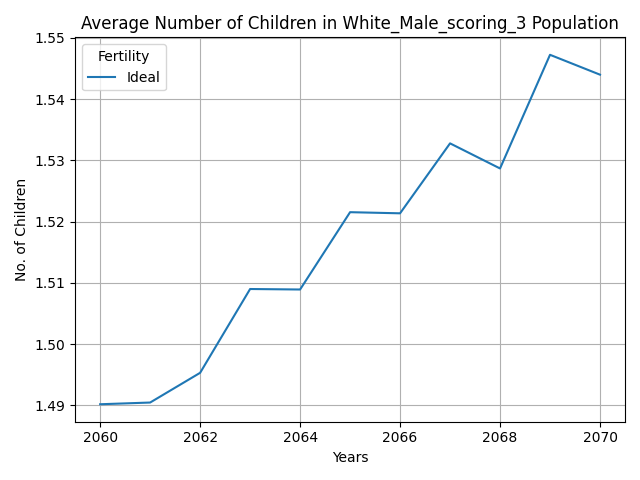 Average Number of Children in White_Male_scoring_3 Population
1.55
1.54
1.53
1.52
1.51
1.50
1.49
No. of Children
Fertility
Ideal
2060 2062 2064 2066 2068 2070
Years